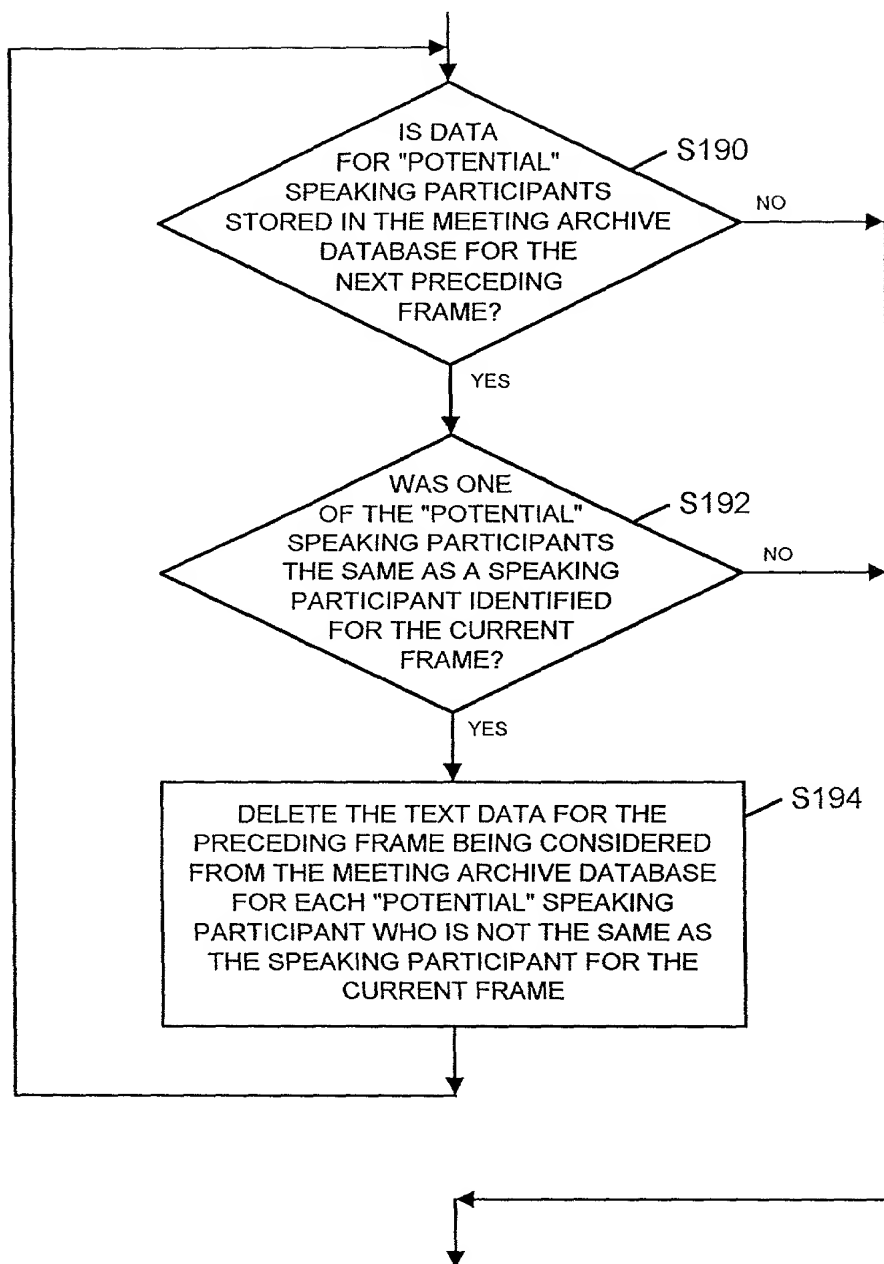 IS DATA
FOR "POTENTIAL"
SPEAKING PARTICIPANTS
STORED IN THE MEETING ARCHIVE
DATABASE FOR THE
NEXT PRECEDING
FRAME?
S190
NO
YES
WAS ONE
OF THE "POTENTIAL"
SPEAKING PARTICIPANTS
THE SAME AS A SPEAKING
PARTICIPANT IDENTIFIED
FOR THE CURRENT
FRAME?
S192
NO
YES
DELETE THE TEXT DATA FOR THE
PRECEDING FRAME BEING CONSIDERED
FROM THE MEETING ARCHIVE DATABASE
FOR EACH "POTENTIAL" SPEAKING
PARTICIPANT WHO IS NOT THE SAME AS
THE SPEAKING PARTICIPANT FOR THE
CURRENT FRAME
S194